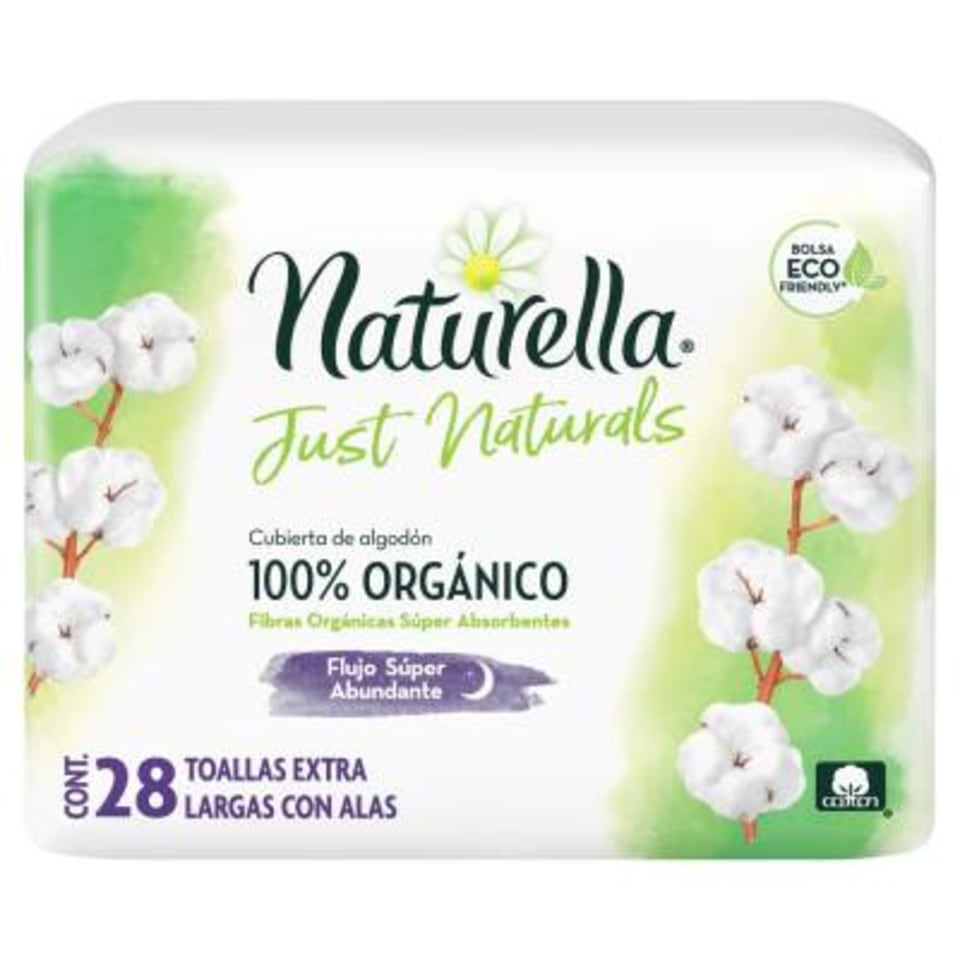 Naturella®
Just Naturals
BOLSA
ECO
FRIENDLY*
Cubierta de algodón
100% ORGÁNICO
Fibras Orgánicas Súper Absorbentes
Flujo Súper
Abundante
CONT. 28 TOALLAS EXTRA
LARGAS CON ALAS
cotton®